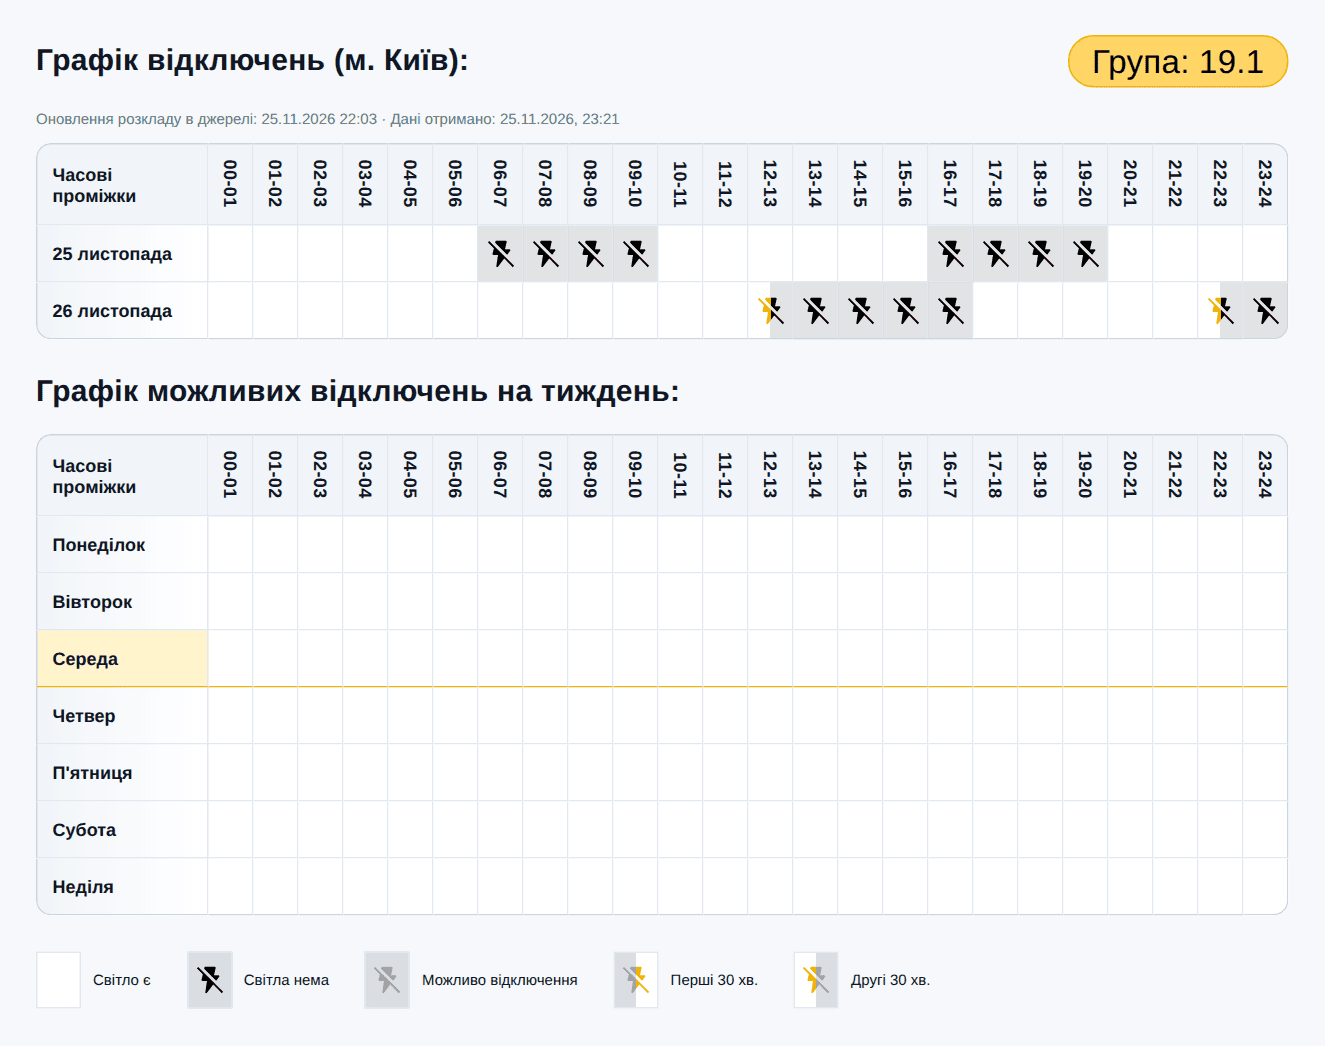 Графік відключень (м. Київ):
Група: 19.1
Оновлення розкладу в джерелі: 25.11.2026 22:03 · Дані отримано: 25.11.2026, 23:21
Часові
проміжки
00-01 01-02 02-03 03-04 04-05 05-06 06-07 07-08 08-09 09-10 10-11 11-12 12-13 13-14 14-15 15-16 16-17 17-18 18-19 19-20 20-21 21-22 22-23 23-24
25 листопада
26 листопада
Графік можливих відключень на тиждень:
Часові
проміжки
00-01 01-02 02-03 03-04 04-05 05-06 06-07 07-08 08-09 09-10 10-11 11-12 12-13 13-14 14-15 15-16 16-17 17-18 18-19 19-20 20-21 21-22 22-23 23-24
Понеділок
Вівторок
Середа
Четвер
П'ятниця
Субота
Неділя
Світло є
Світла нема
Можливо відключення
Перші 30 хв.
Другі 30 хв.